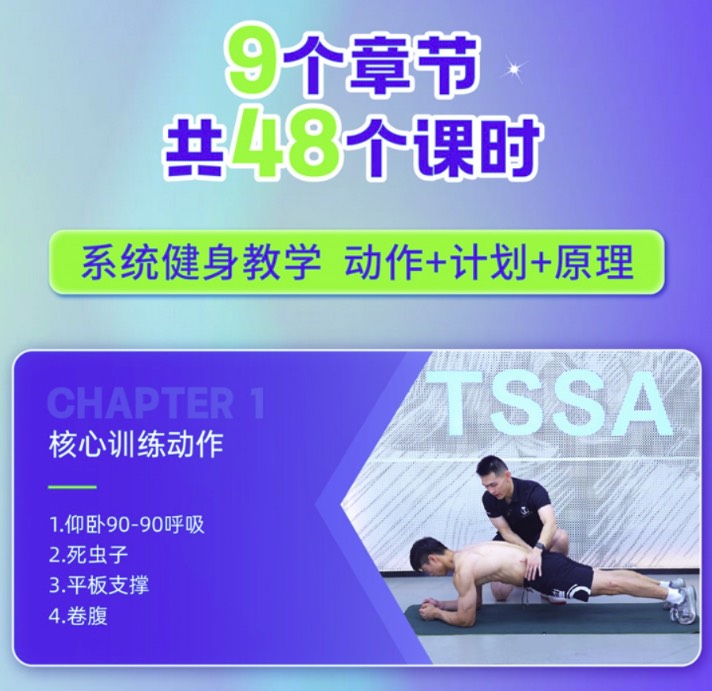 9个章节
共48个课时
系统健身教学 动作+计划+原理
CHAPTER 1
核心训练动作
1.仰卧90-90呼吸
2.死虫子
3.平板支撑
4.卷腹
TSSA